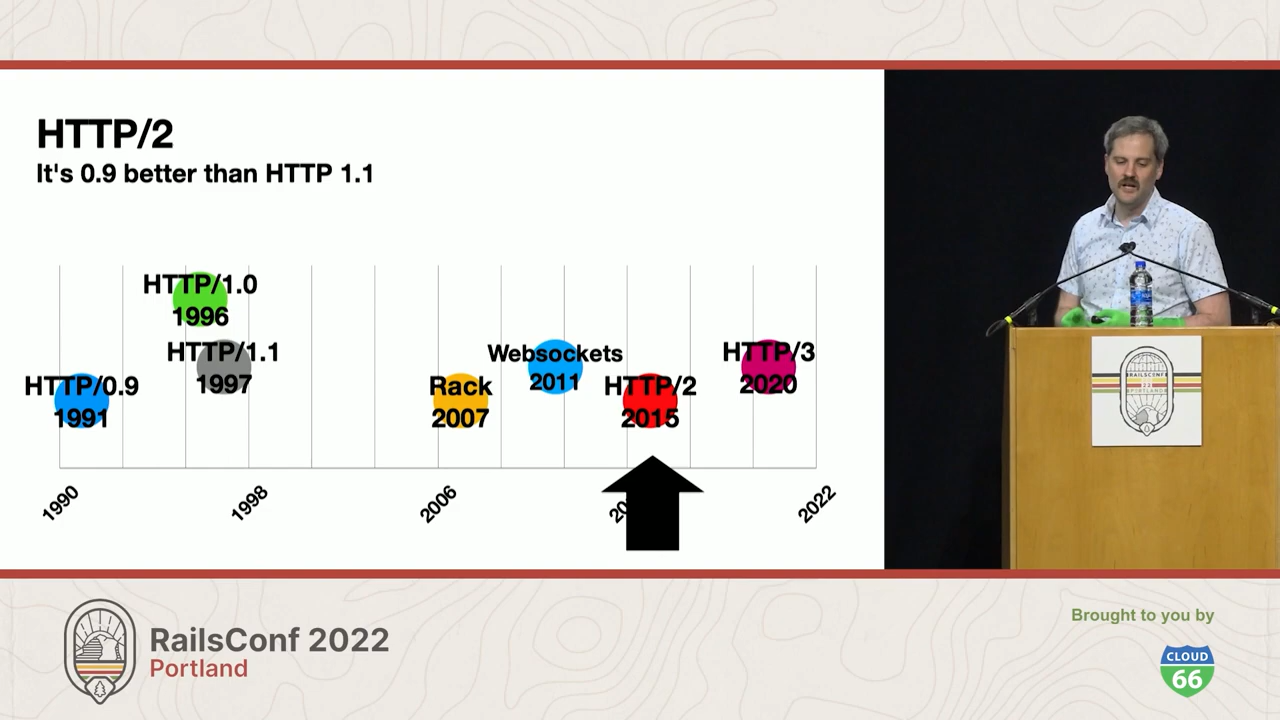 HTTP/2
It's 0.9 better than HTTP 1.1
HTTP/1.0
1996
HTTP/1.1
1997
HTTP/0.9
1991
Rack
2007
Websockets
2011
HTTP/2
2015
HTTP/3
2020
1990
1998
2006
2022
RAILSCONF
PORTLAND
RailsConf 2022
Portland
Brought to you by
CLOUD
66